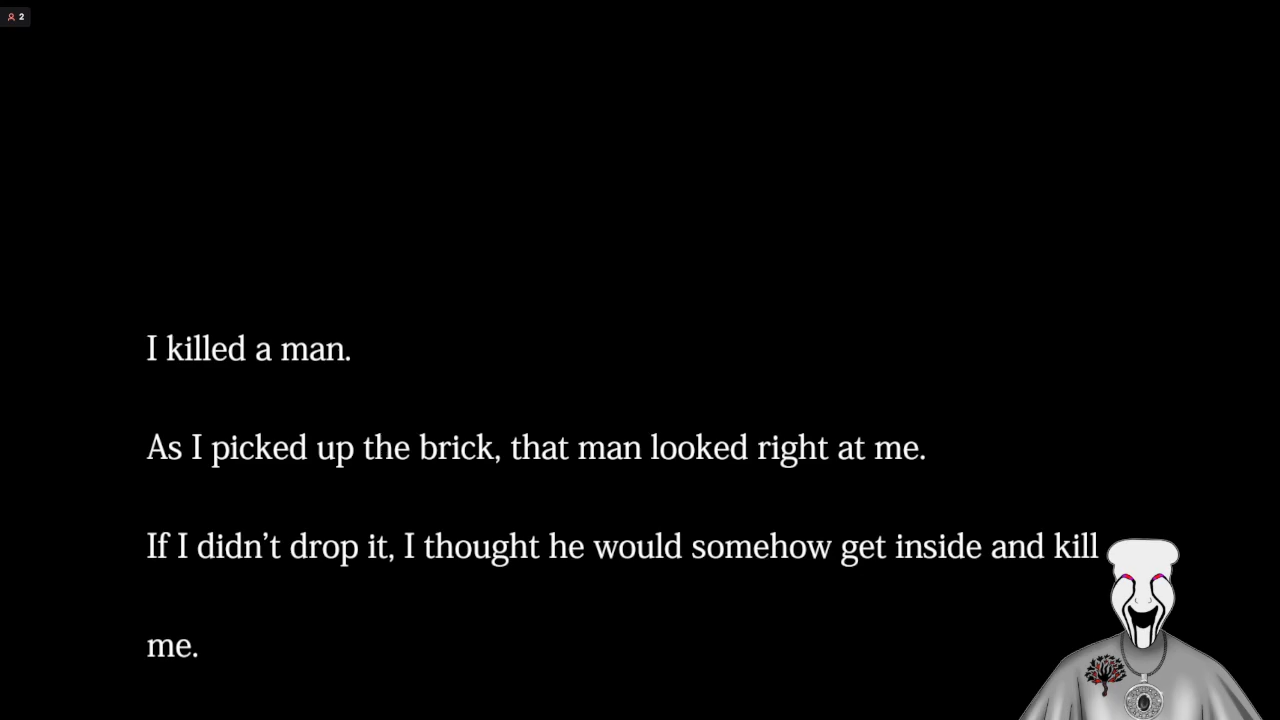 2
I killed a man.
As I picked up the brick, that man looked right at me.
If I didn’t drop it, I thought he would somehow get inside and kill
me.